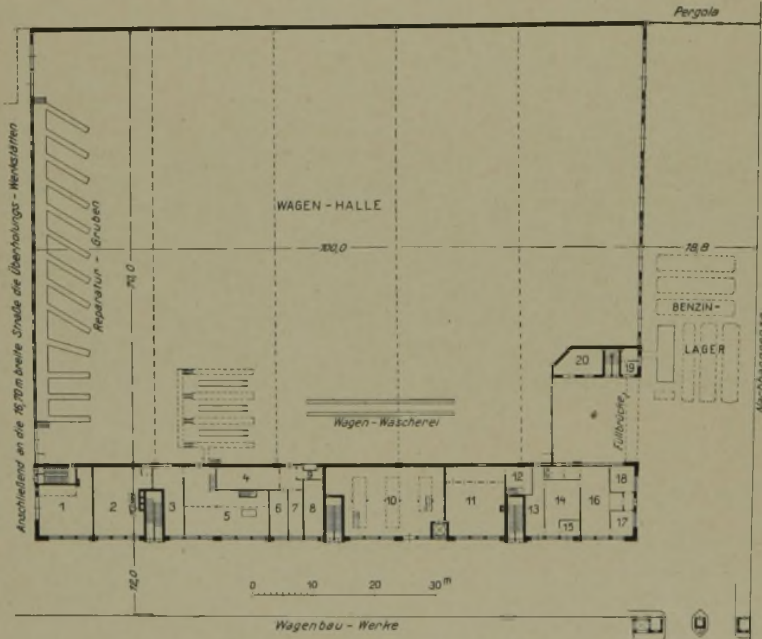 Pergola
Anschließend an die 16,70 m breite Straße die Überholungs-Werkstätten
Reparatur-Gruben
70,0
WAGEN-HALLE
100,0
18,8
BENZIN-
LAGER
20
19
Füllbrücke
Wagen-Wäscherei
1
2
3
4
5
6
7
8
10
11
12
13
14
15
16
17
18
12,0
0 10 20 30 m
Wagenbau-Werke